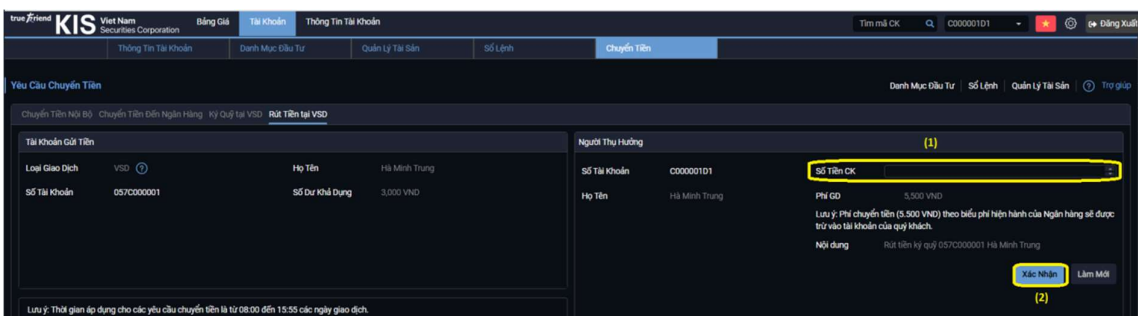 true Friend KIS Viet Nam Securities Corporation Bảng Giá Tài Khoản Thông Tin Tài Khoản Tìm mã CK C000001D1 Đăng Xuất
Thông Tin Tài Khoản Danh Mục Đầu Tư Quản Lý Tài Sản Sổ Lệnh Chuyển Tiền
Yêu Cầu Chuyển Tiền Danh Mục Đầu Tư Sổ Lệnh Quản Lý Tài Sản ? Trợ giúp
Chuyển Tiền Nội Bộ Chuyển Tiền Đến Ngân Hàng Ký Quỹ tại VSD Rút Tiền tại VSD
Tài Khoản Gửi Tiền
Loại Giao Dịch VSD ? Họ Tên Hà Minh Trung
Số Tài Khoản 057C000001 Số Dư Khả Dụng 3,000 VND
Lưu ý: Thời gian áp dụng cho các yêu cầu chuyển tiền là từ 08:00 đến 15:55 các ngày giao dịch.
Người Thụ Hưởng (1)
Số Tài Khoản C000001D1 Số Tiền CK
Họ Tên Hà Minh Trung Phí GD 5,500 VND
Lưu ý: Phí chuyển tiền (5.500 VND) theo biểu phí hiện hành của Ngân hàng sẽ được
trừ vào tài khoản của quý khách.
Nội dung Rút tiền ký quỹ 057C000001 Hà Minh Trung
Xác Nhận Làm Mới
(2)